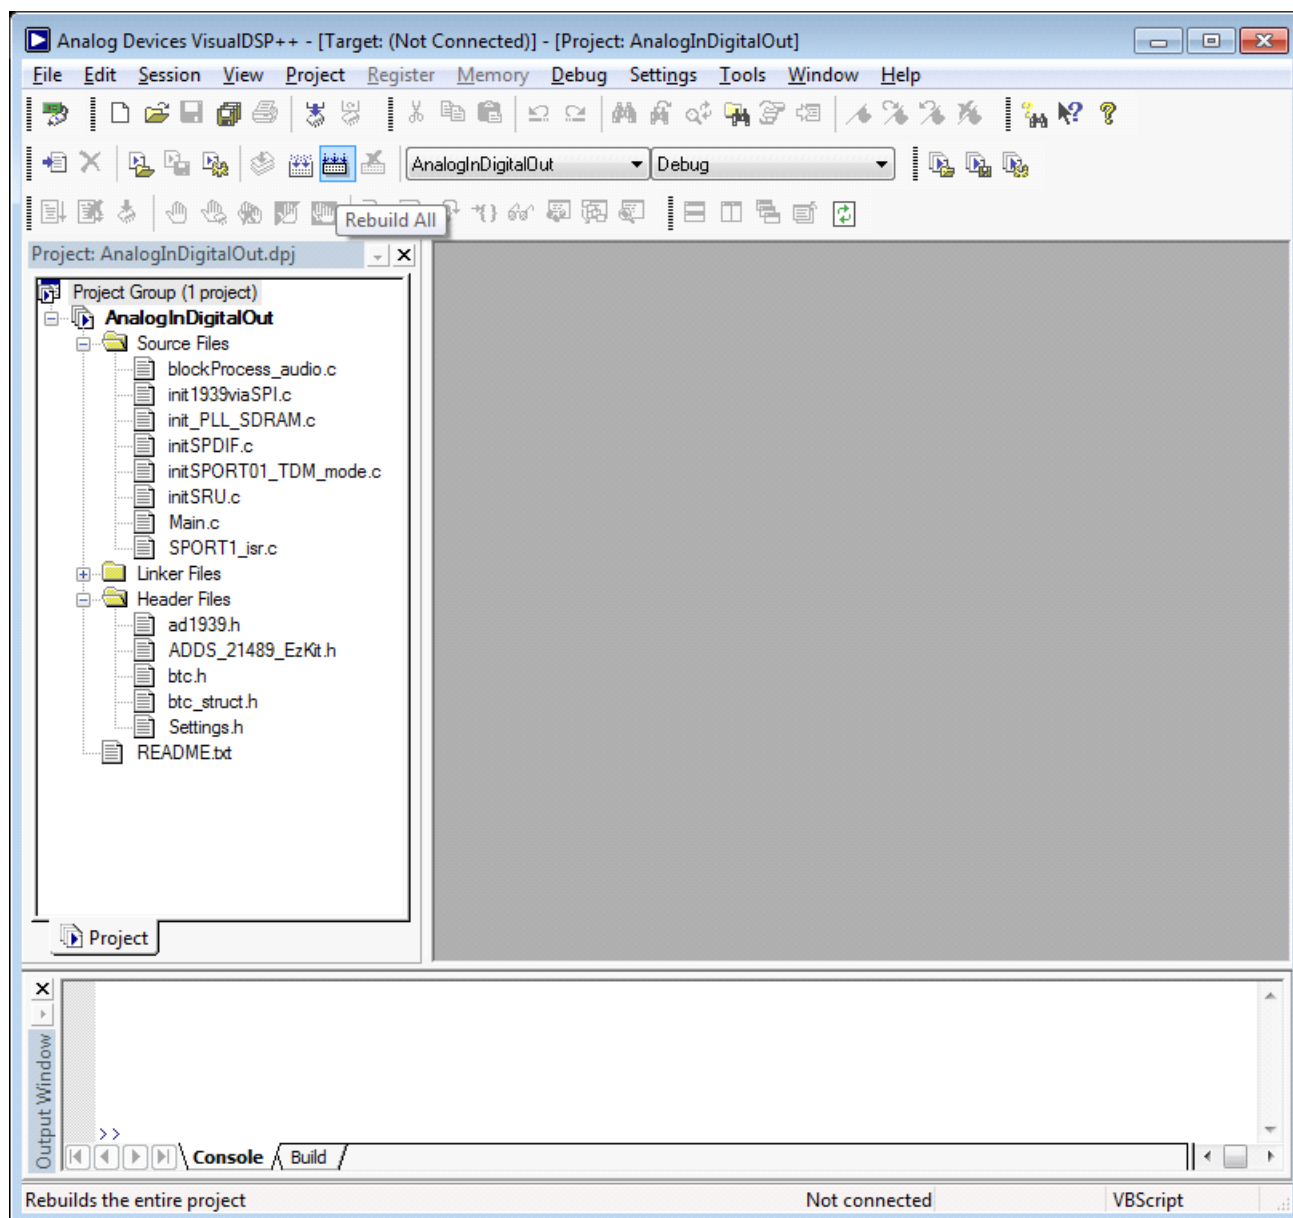 Analog Devices VisualDSP++ - [Target: (Not Connected)] - [Project: AnalogInDigitalOut]
File Edit Session View Project Register Memory Debug Settings Tools Window Help
AnalogInDigitalOut Debug
Rebuild All
Project: AnalogInDigitalOut.dpj
Project Group (1 project)
AnalogInDigitalOut
Source Files
blockProcess_audio.c
init1939viaSPI.c
init_PLL_SDRAM.c
initSPDIF.c
initSPORT01_TDM_mode.c
initSRU.c
Main.c
SPORT1_isr.c
Linker Files
Header Files
ad1939.h
ADDS_21489_EzKit.h
btc.h
btc_struct.h
Settings.h
README.txt
Project
Output Window
>>
Console Build
Rebuilds the entire project Not connected VBScript